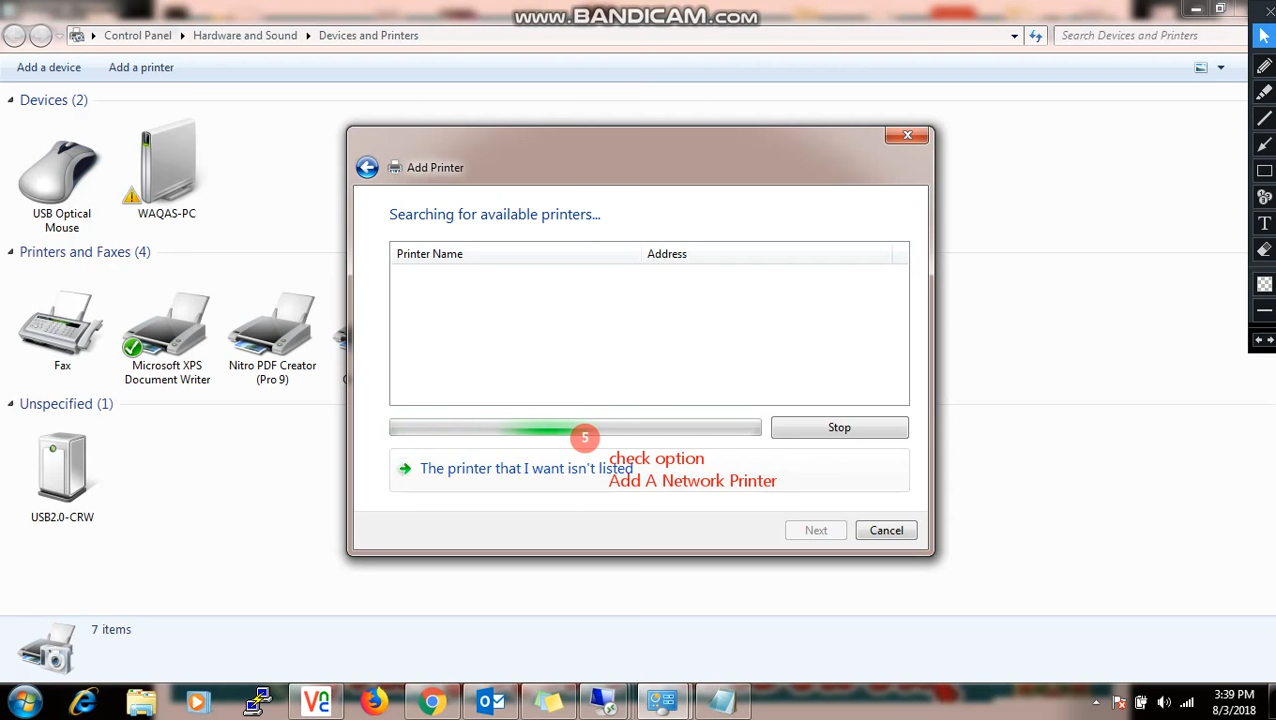 www.BANDICAM.com
Control Panel
Hardware and Sound
Devices and Printers
Search Devices and Printers
Add a device
Add a printer
Devices (2)
USB Optical
Mouse
WAQAS-PC
Printers and Faxes (4)
Fax
Microsoft XPS
Document Writer
Nitro PDF Creator
(Pro 9)
Unspecified (1)
USB2.0-CRW
Add Printer
Searching for available printers...
Printer Name
Address
Stop
5
check option
Add A Network Printer
The printer that I want isn't listed
Next
Cancel
7 items
3:39 PM
8/3/2018